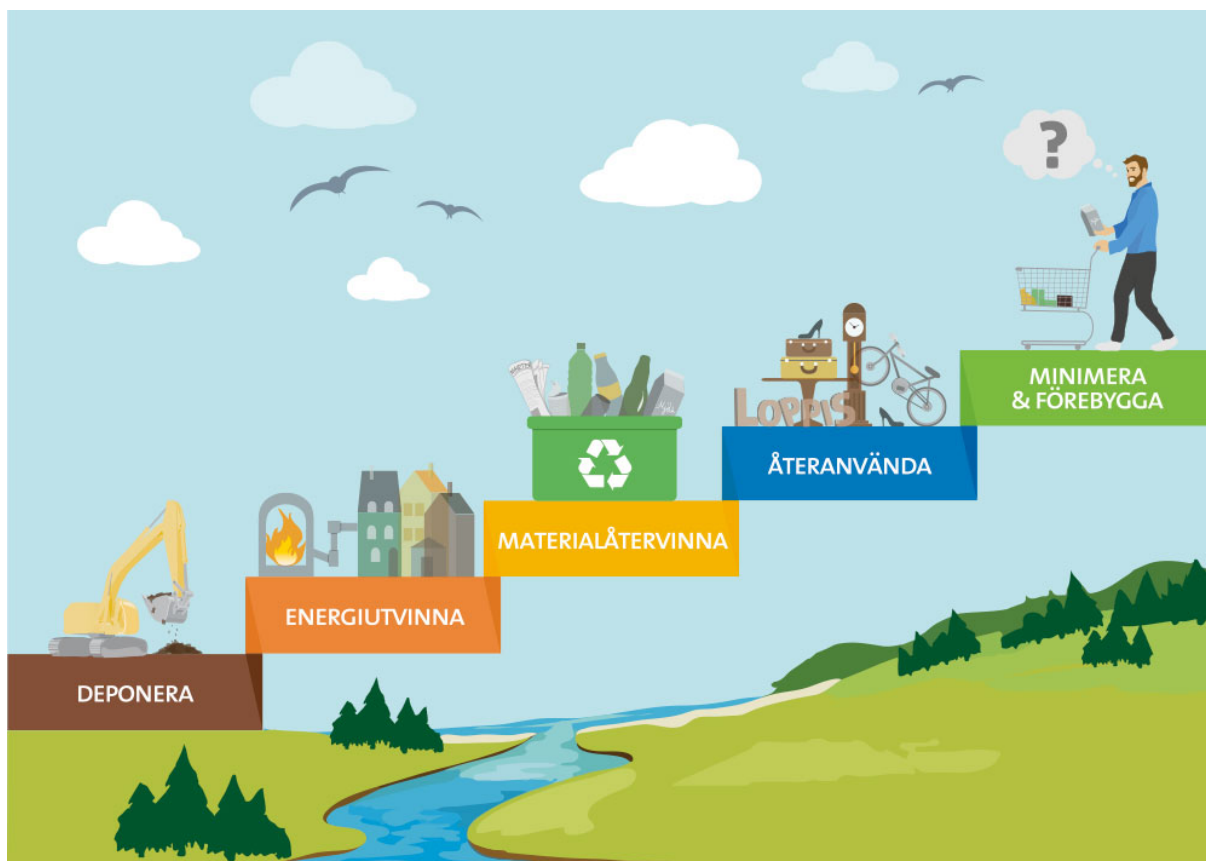 ?
MINIMERA
& FÖREBYGGA
LOPPIS
ÅTERANVÄNDA
MATERIALÅTERVINNA
ENERGIUTVINNA
DEPONERA